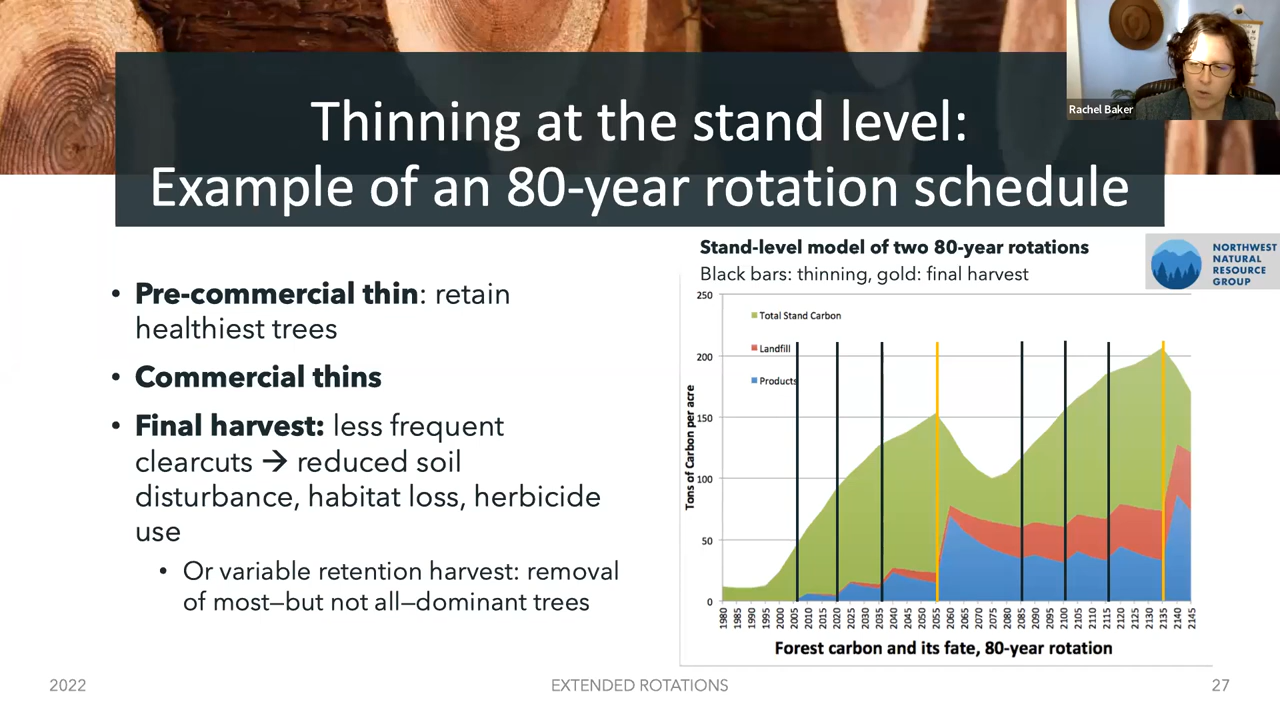 Rachel Baker
Thinning at the stand level:
Example of an 80-year rotation schedule
• Pre-commercial thin: retain
healthiest trees
• Commercial thins
• Final harvest: less frequent
clearcuts → reduced soil
disturbance, habitat loss, herbicide
use
• Or variable retention harvest: removal
of most—but not all—dominant trees
Stand-level model of two 80-year rotations
Black bars: thinning, gold: final harvest
NORTHWEST
NATURAL
RESOURCE
GROUP
Tons of Carbon per acre
250
200
150
100
50
0
Total Stand Carbon
Landfill
Products
1980 1985 1990 1995 2000 2005 2010 2015 2020 2025 2030 2035 2040 2045 2050 2055 2060 2065 2070 2075 2080 2085 2090 2095 2100 2105 2110 2115 2120 2125 2130 2135 2140 2145
Forest carbon and its fate, 80-year rotation
2022
EXTENDED ROTATIONS
27